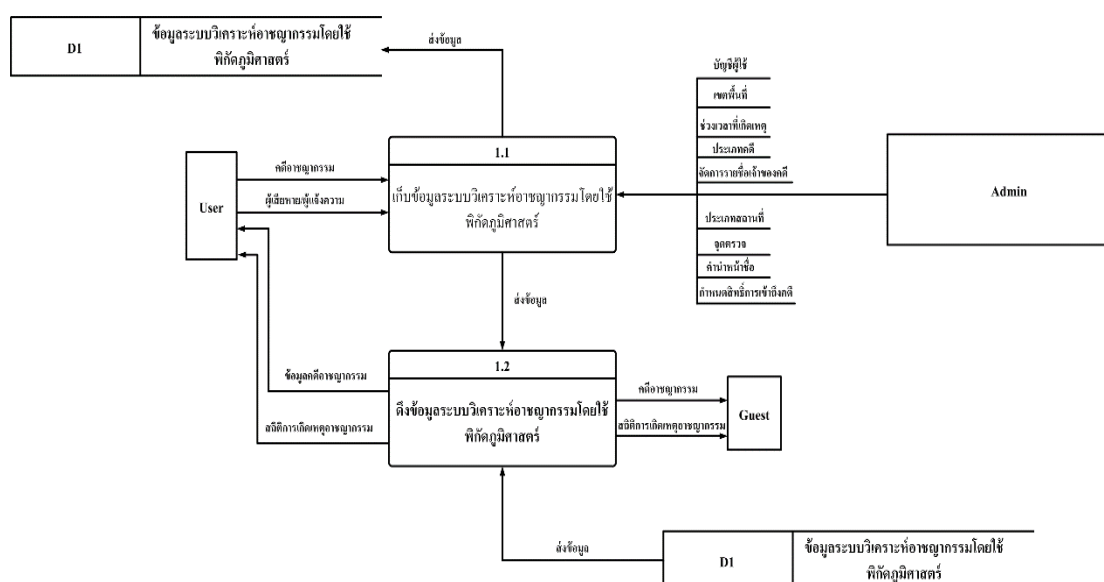 D1
ข้อมูลระบบวิเคราะห์อาชญากรรมโดยใช้
พิกัดภูมิศาสตร์
ส่งข้อมูล
บัญชีผู้ใช้
เขตพื้นที่
ช่วงเวลาที่เกิดเหตุ
ประเภทคดี
จัดการรายชื่อเจ้าของคดี
ประเภทสถานที่
จุดตรวจ
คำนำหน้าชื่อ
กำหนดสิทธิ์การเข้าถึงคดี
Admin
User
คดีอาชญากรรม
ผู้เสียหาย/ผู้แจ้งความ
1.1
เก็บข้อมูลระบบวิเคราะห์อาชญากรรมโดยใช้
พิกัดภูมิศาสตร์
ส่งข้อมูล
1.2
ดึงข้อมูลระบบวิเคราะห์อาชญากรรมโดยใช้
พิกัดภูมิศาสตร์
ข้อมูลคดีอาชญากรรม
สถิติการเกิดเหตุอาชญากรรม
คดีอาชญากรรม
สถิติการเกิดเหตุอาชญากรรม
Guest
ส่งข้อมูล
D1
ข้อมูลระบบวิเคราะห์อาชญากรรมโดยใช้
พิกัดภูมิศาสตร์